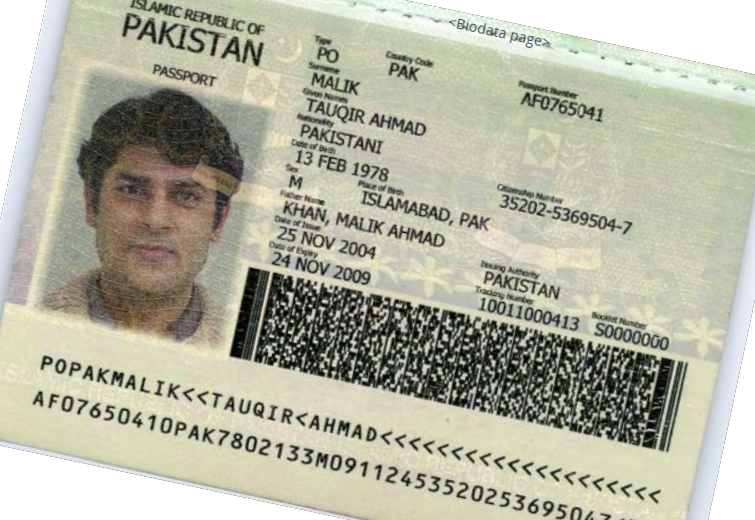 <Biodata page>
ISLAMIC REPUBLIC OF
PAKISTAN
PASSPORT
Type
PO
Country Code
PAK
Passport Number
AF0765041
Surname
MALIK
Given Names
TAUQIR AHMAD
Nationality
PAKISTANI
Date of Birth
13 FEB 1978
Citizenship Number
35202-5369504-7
Sex
M
Place of Birth
ISLAMABAD, PAK
Father Name
KHAN, MALIK AHMAD
Date of Issue
25 NOV 2004
Issuing Authority
PAKISTAN
Date of Expiry
24 NOV 2009
Tracking Number
10011000413
Booklet Number
S0000000
POPAKMALIK<<TAUQIR<AHMAD<<<<<<<<<<<<<<<<<<<<
AF07650410PAK7802133M0911245352025369504